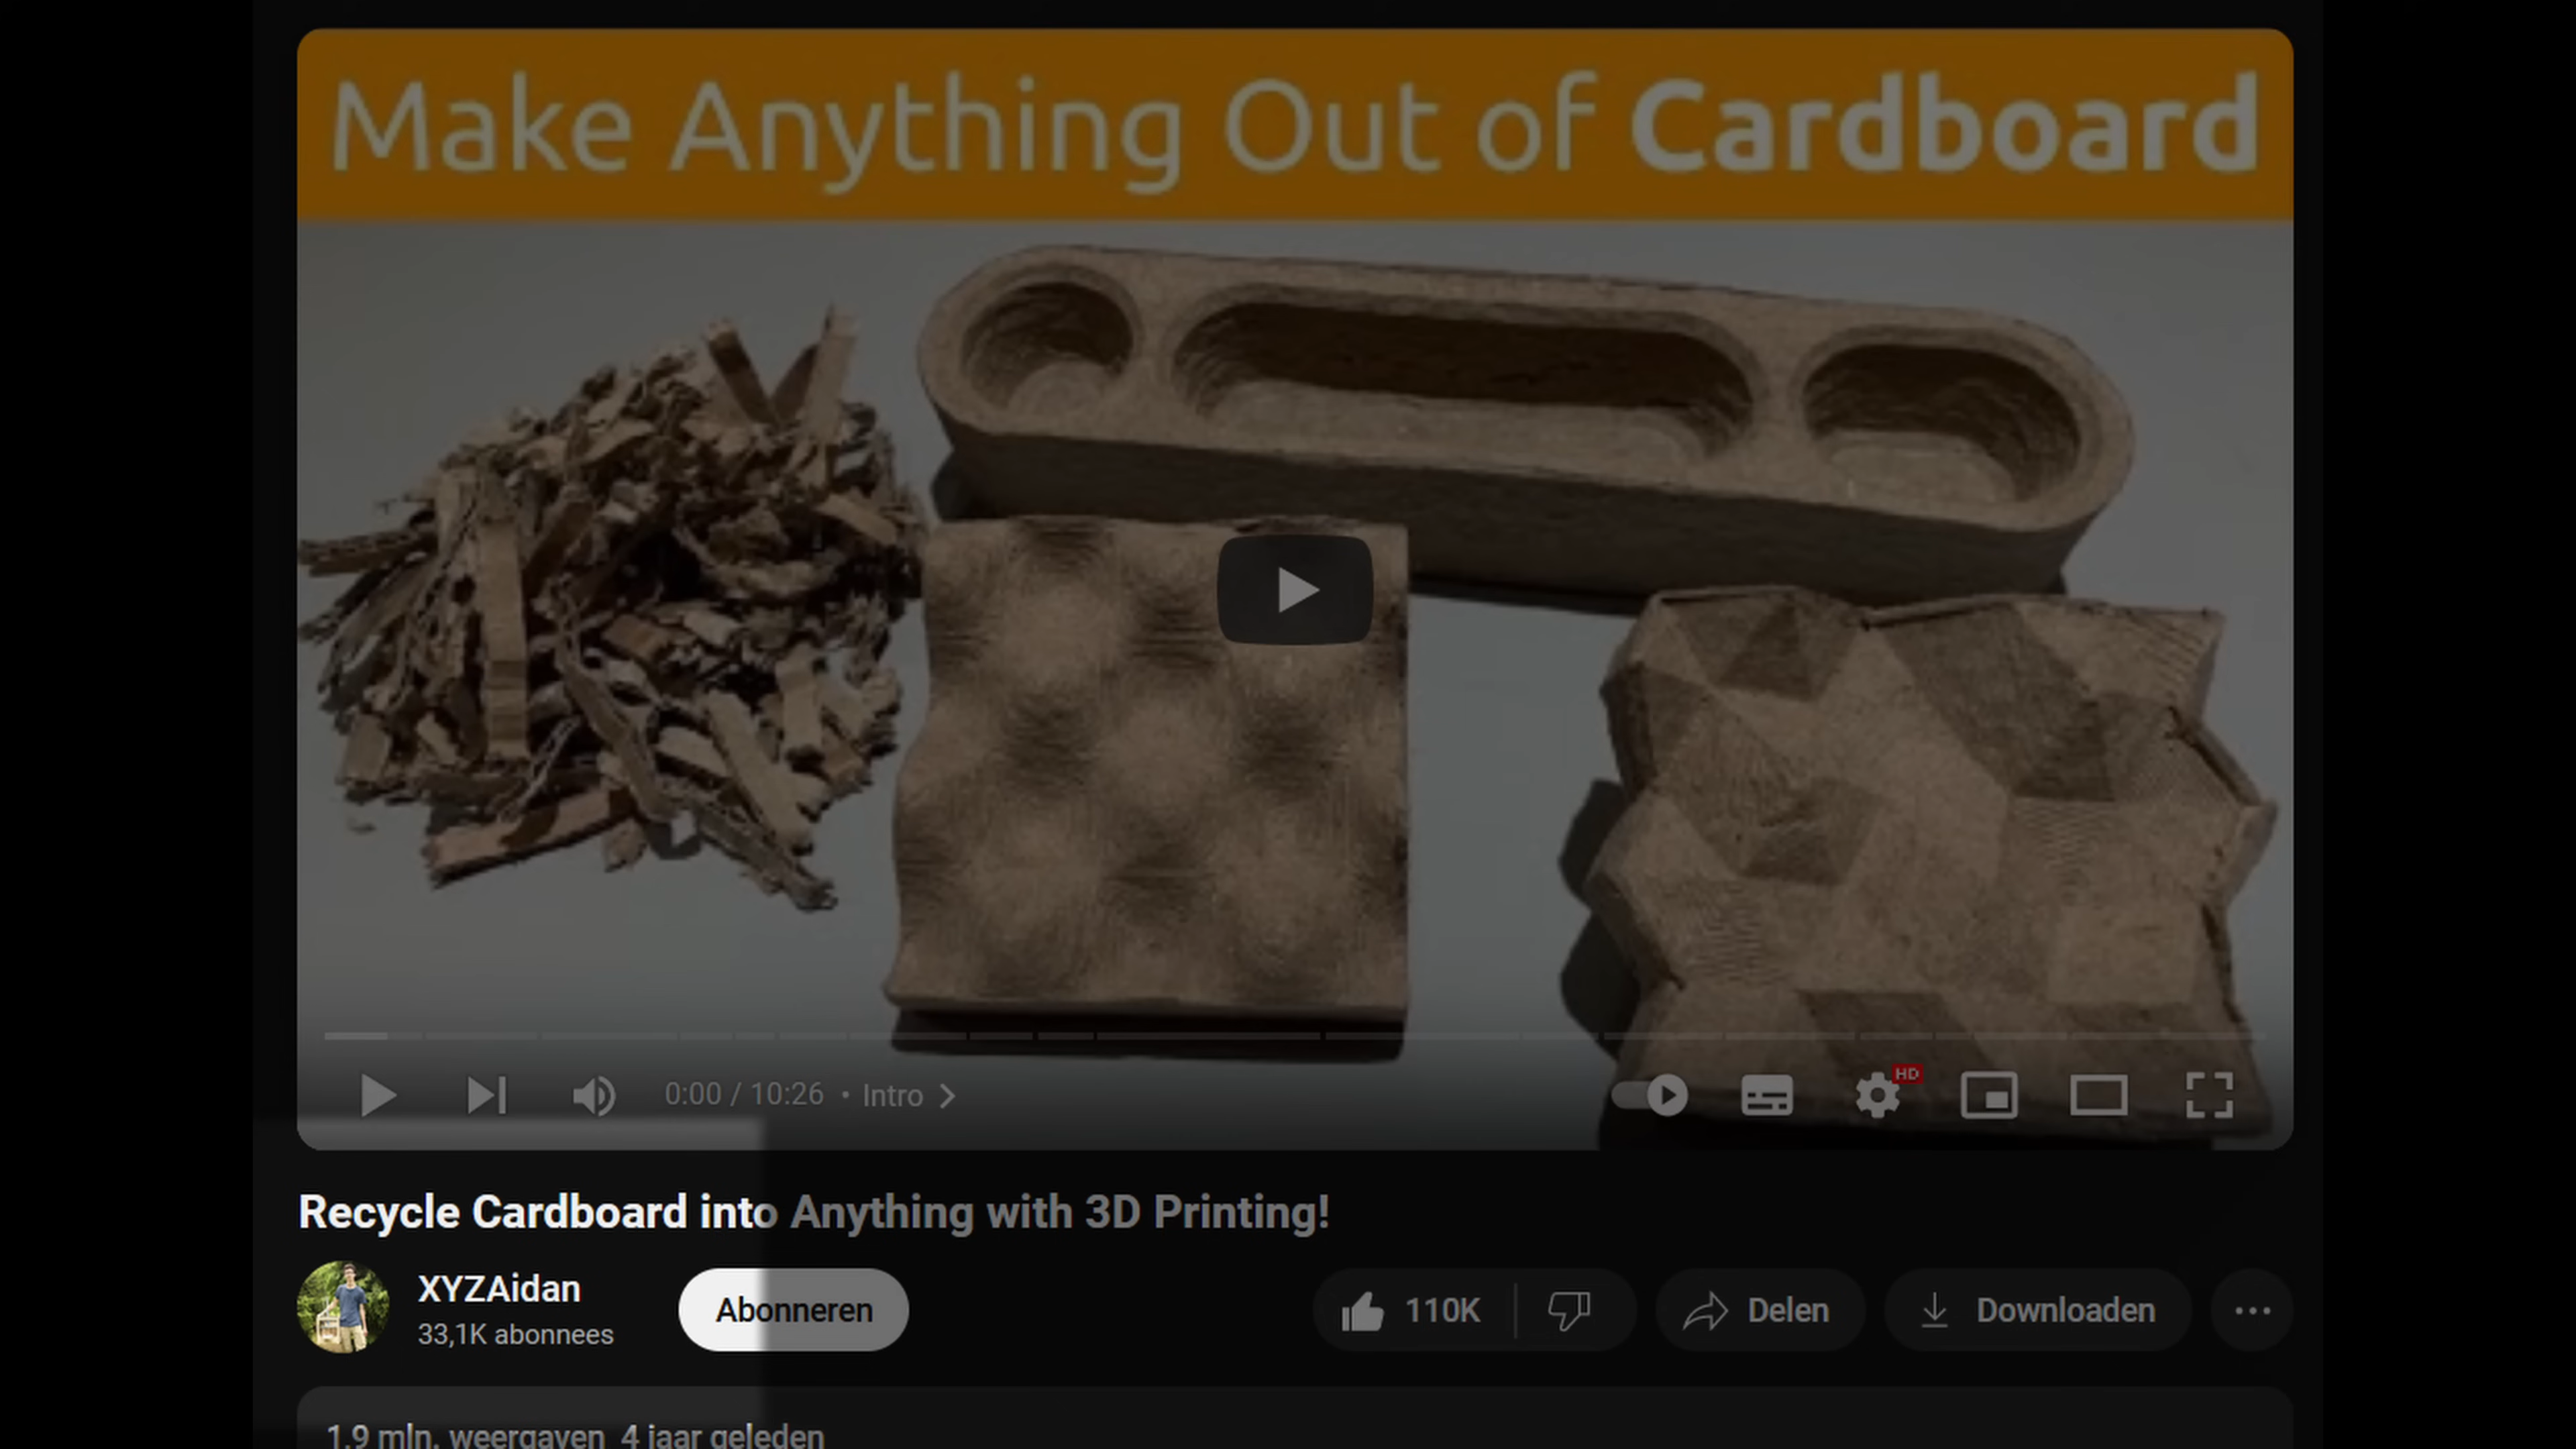 Make Anything Out of Cardboard
0:00 / 10:26 • Intro
HD
Recycle Cardboard into Anything with 3D Printing!
XYZAidan
33,1K abonnees
Abonneren
110K
Delen
Downloaden
1,9 mln. weergaven 4 jaar geleden